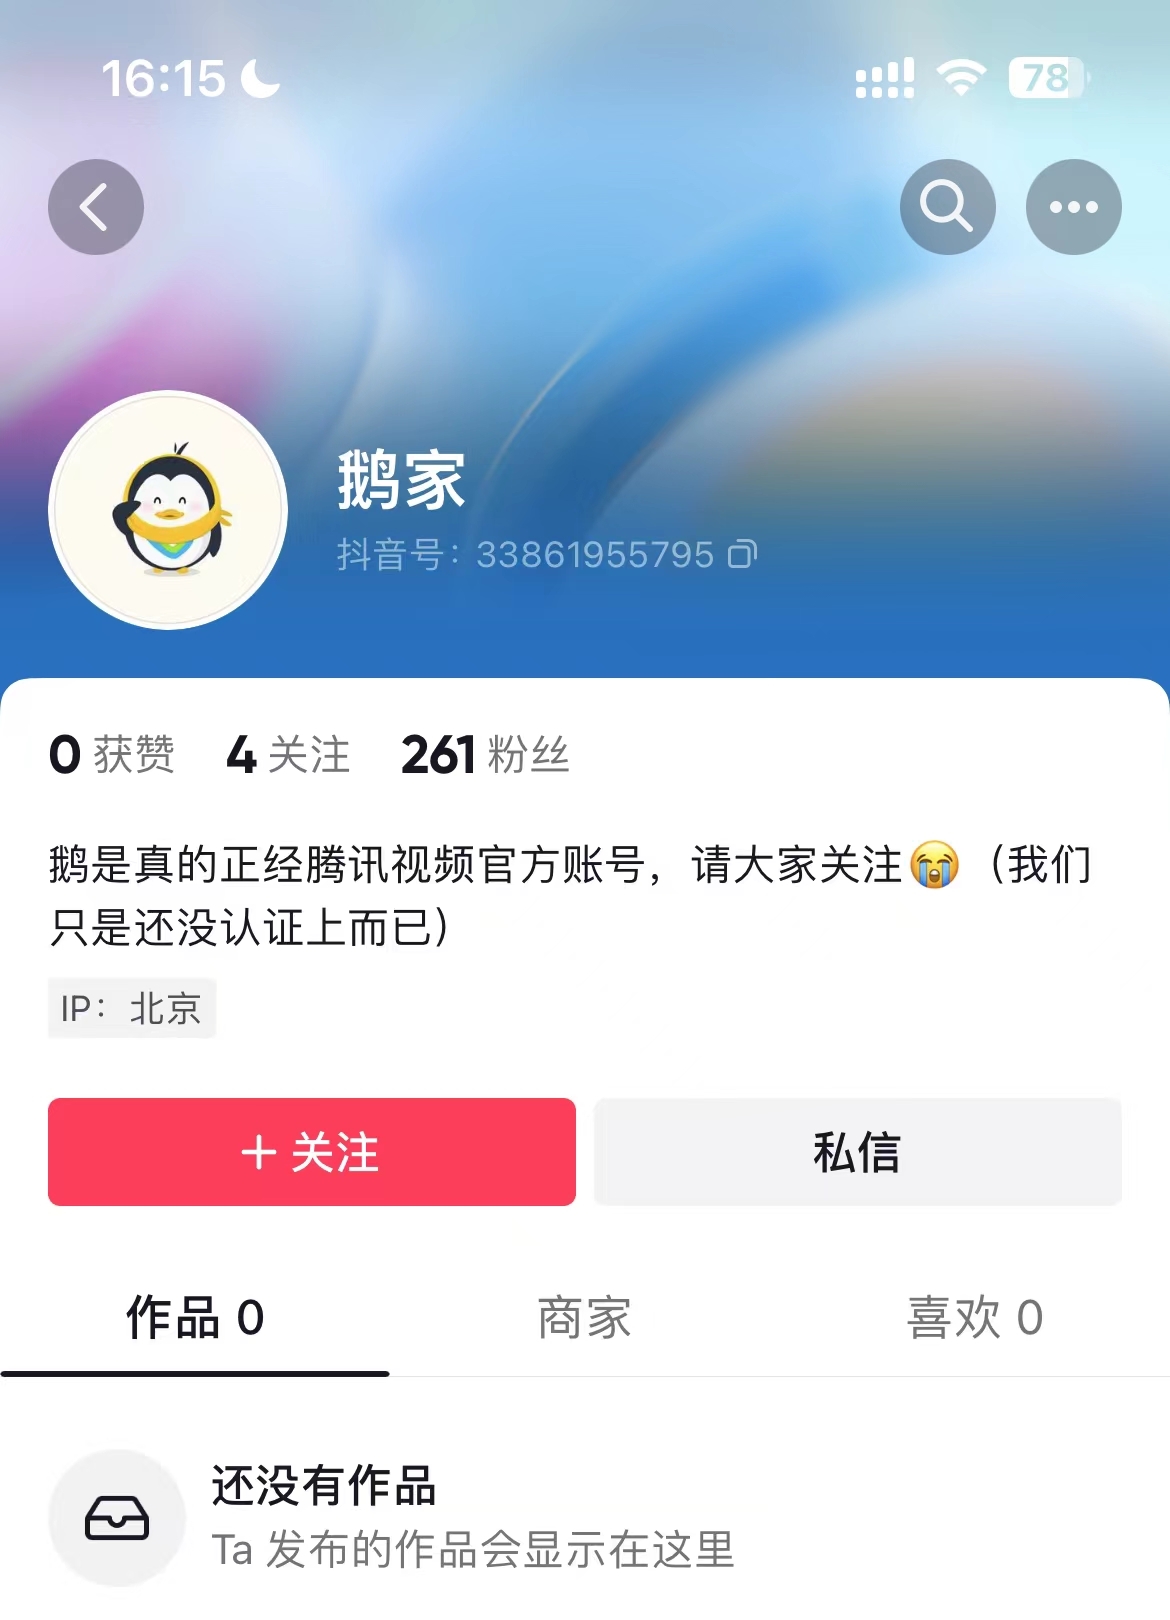 16:15
78
鹅家
抖音号：33861955795
0 获赞 4 关注 261 粉丝
鹅是真的正经腾讯视频官方账号，请大家关注😭（我们
只是还没认证上而已）
IP：北京
＋ 关注 私信
作品 0 商家 喜欢 0
还没有作品
Ta 发布的作品会显示在这里